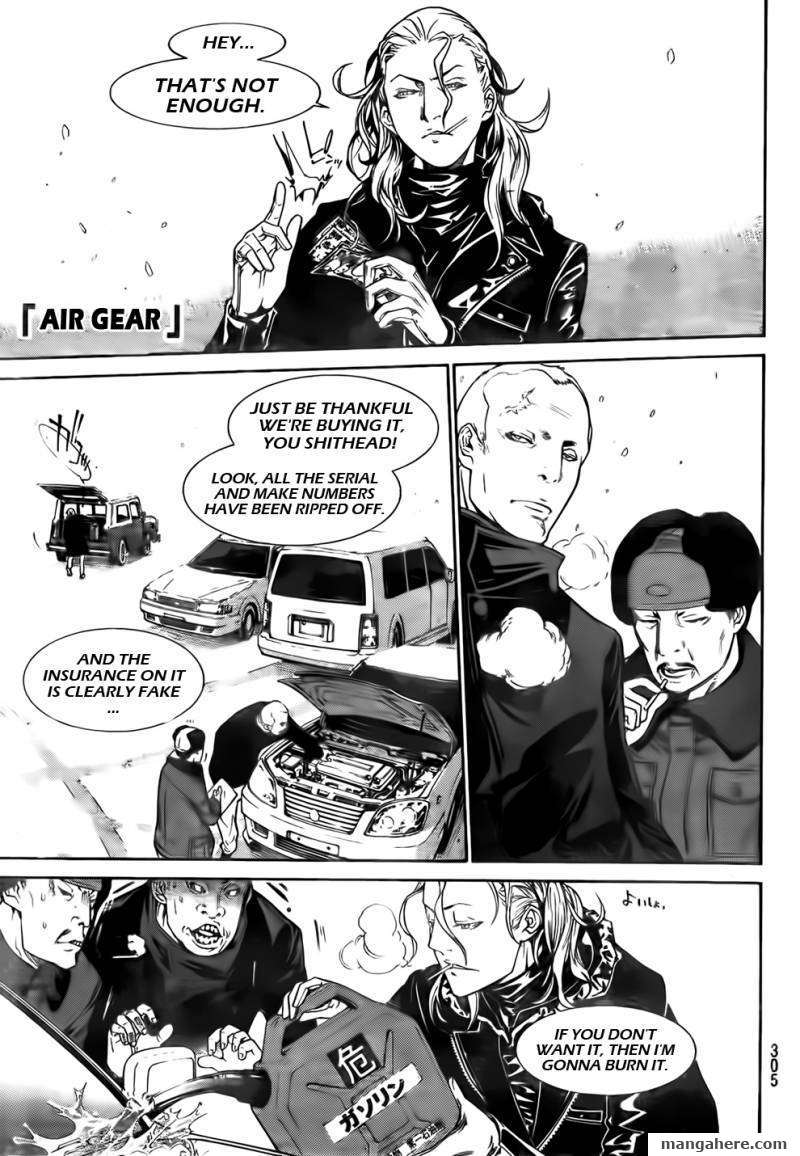 HEY...
THAT'S NOT
ENOUGH.
「AIR GEAR」
JUST BE THANKFUL
WE'RE BUYING IT,
YOU SHITHEAD!
LOOK, ALL THE SERIAL
AND MAKE NUMBERS
HAVE BEEN RIPPED OFF.
AND THE
INSURANCE ON IT
IS CLEARLY FAKE
...
よいしょ、
危
ガソリン
IF YOU DON'T
WANT IT, THEN I'M
GONNA BURN IT.
305
mangahere.com